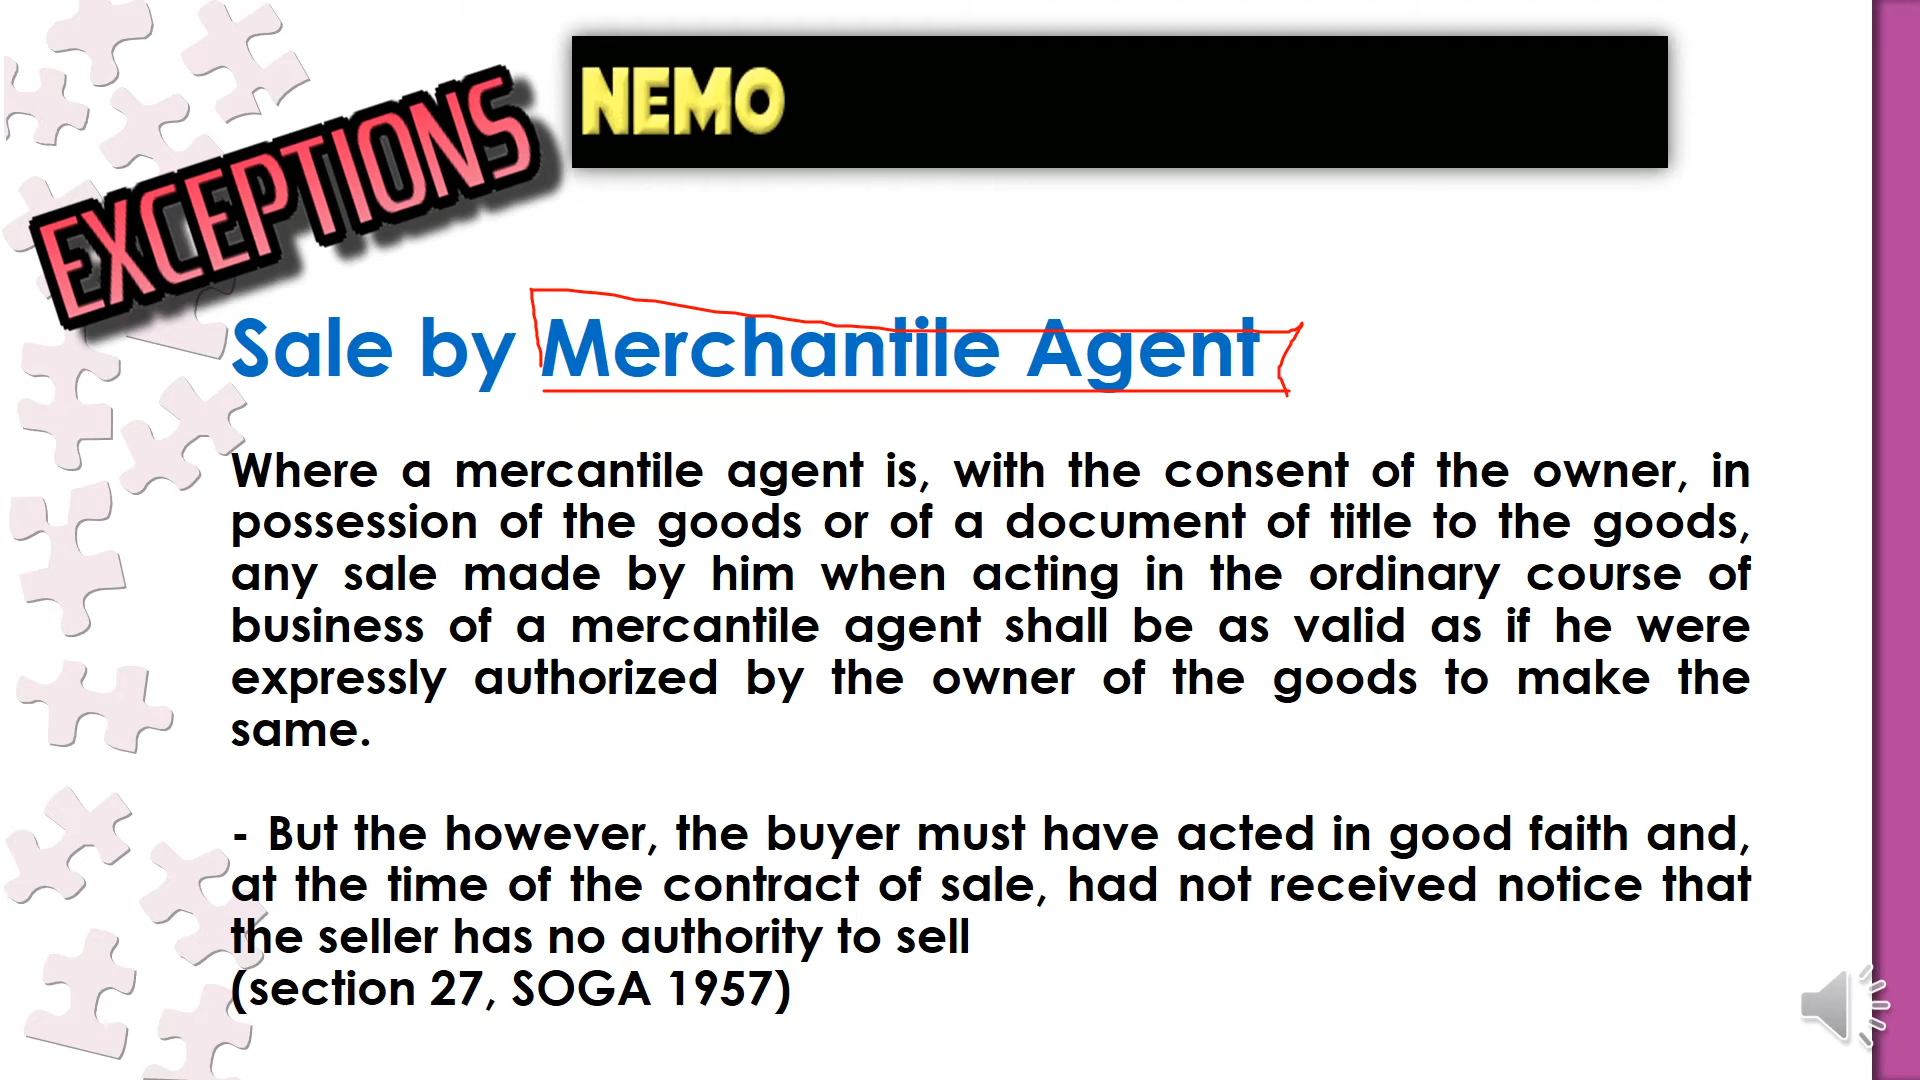 EXCEPTIONS
NEMO
Sale by Merchantile Agent
Where a mercantile agent is, with the consent of the owner, in
possession of the goods or of a document of title to the goods,
any sale made by him when acting in the ordinary course of
business of a mercantile agent shall be as valid as if he were
expressly authorized by the owner of the goods to make the
same.
- But the however, the buyer must have acted in good faith and,
at the time of the contract of sale, had not received notice that
the seller has no authority to sell
(section 27, SOGA 1957)